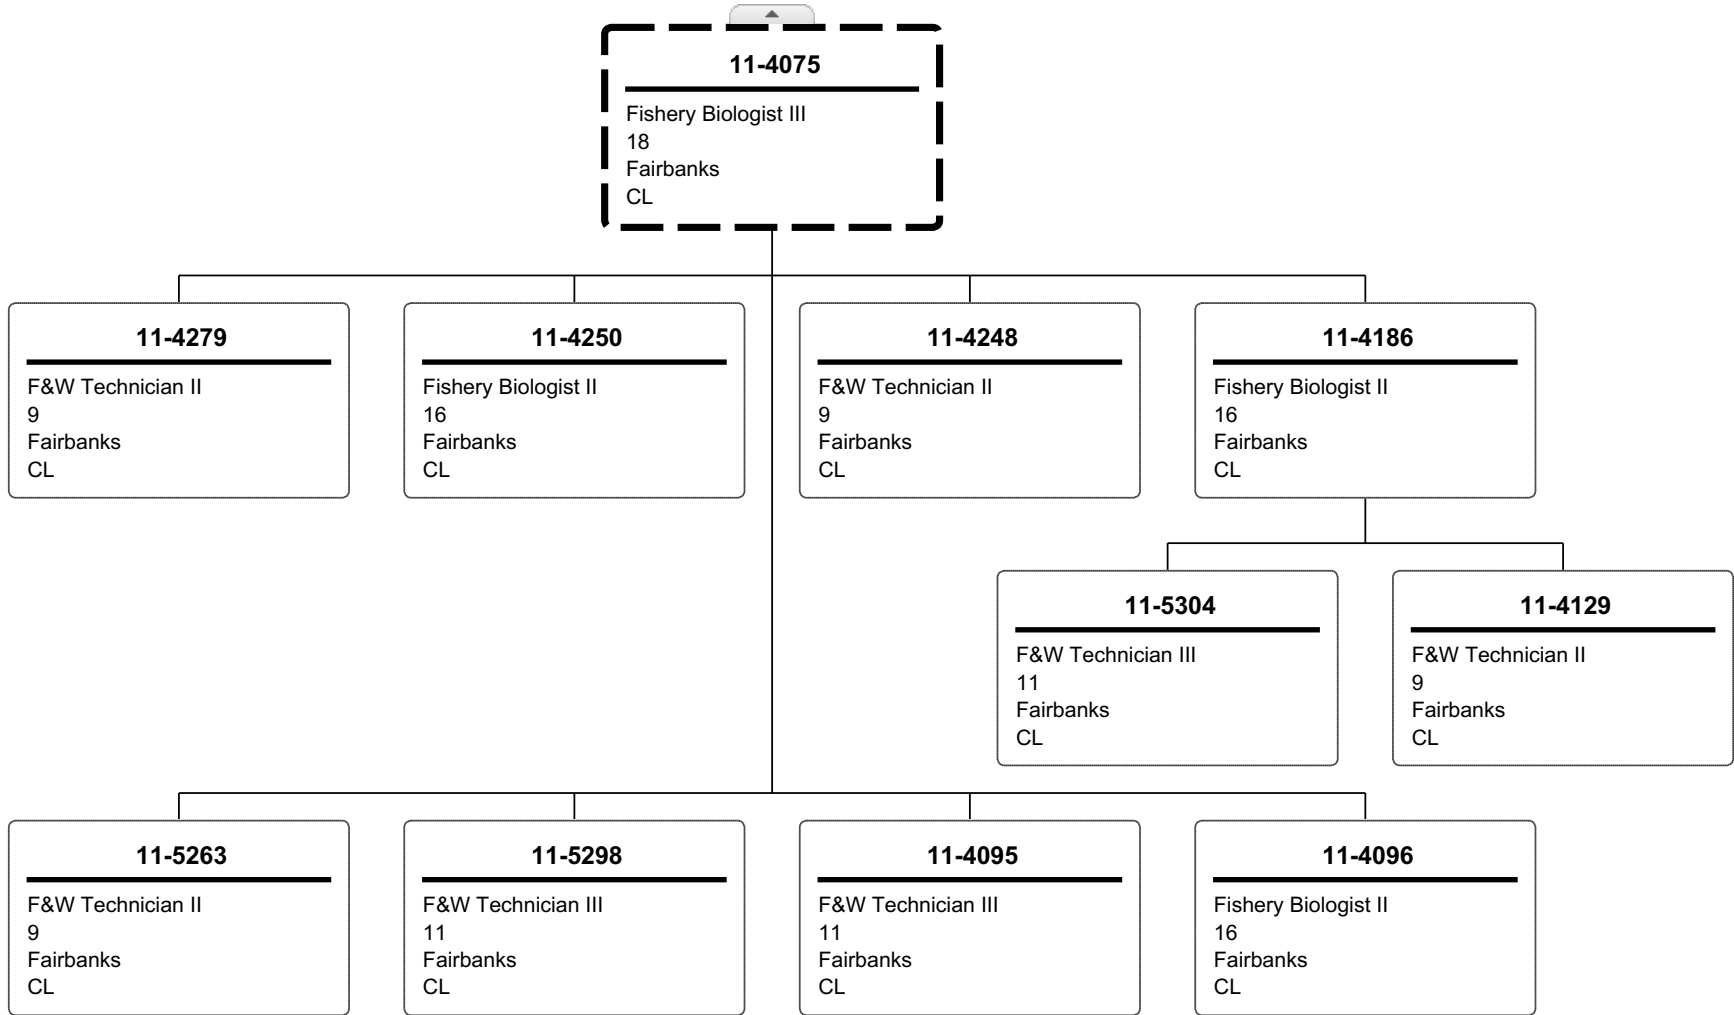 11-4075
Fishery Biologist III
18
Fairbanks
CL
11-4279
F&W Technician II
9
Fairbanks
CL
11-4250
Fishery Biologist II
16
Fairbanks
CL
11-4248
F&W Technician II
9
Fairbanks
CL
11-4186
Fishery Biologist II
16
Fairbanks
CL
11-5304
F&W Technician III
11
Fairbanks
CL
11-4129
F&W Technician II
9
Fairbanks
CL
11-5263
F&W Technician II
9
Fairbanks
CL
11-5298
F&W Technician III
11
Fairbanks
CL
11-4095
F&W Technician III
11
Fairbanks
CL
11-4096
Fishery Biologist II
16
Fairbanks
CL